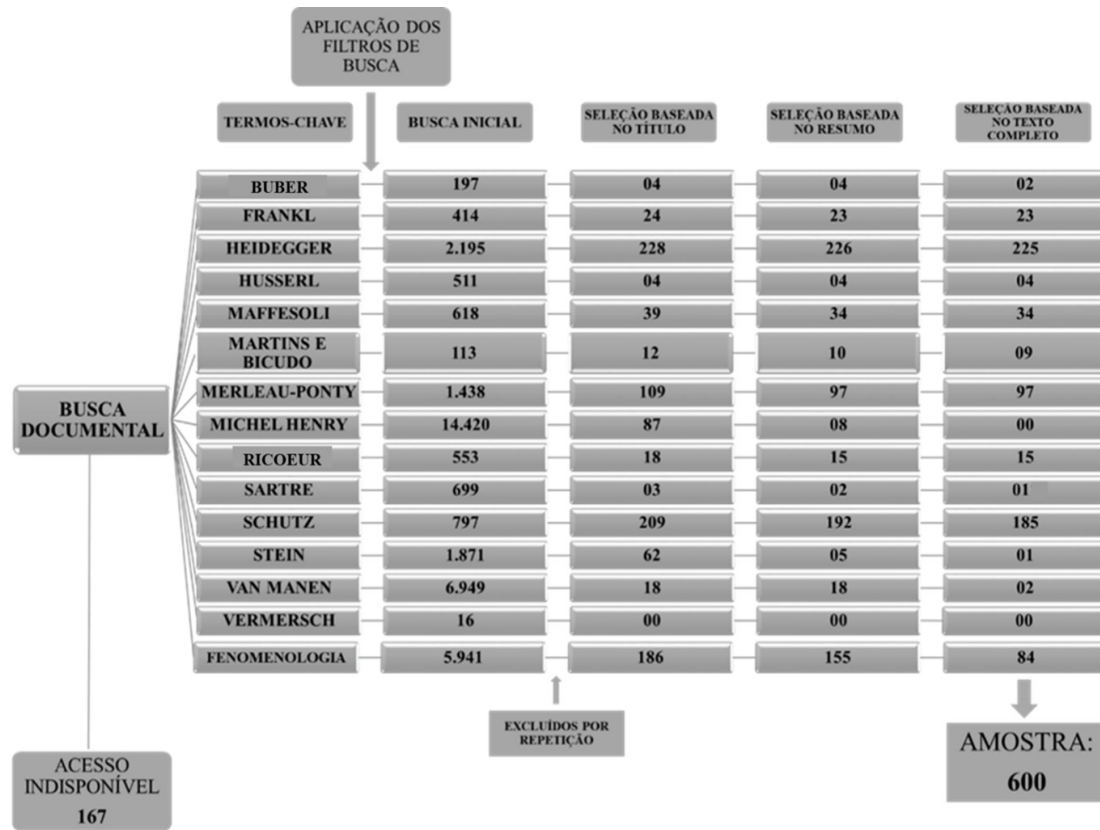 APLICAÇÃO DOS
FILTROS DE
BUSCA
TERMOS-CHAVE
BUSCA INICIAL
SELEÇÃO BASEADA
NO TÍTULO
SELEÇÃO BASEADA
NO RESUMO
SELEÇÃO BASEADA
NO TEXTO
COMPLETO
BUBER 197 04 04 02
FRANKL 414 24 23 23
HEIDEGGER 2.195 228 226 225
HUSSERL 511 04 04 04
MAFFESOLI 618 39 34 34
MARTINS E
BICUDO 113 12 10 09
MERLEAU-PONTY 1.438 109 97 97
MICHEL HENRY 14.420 87 08 00
RICOEUR 553 18 15 15
SARTRE 699 03 02 01
SCHUTZ 797 209 192 185
STEIN 1.871 62 05 01
VAN MANEN 6.949 18 18 02
VERMERSCH 16 00 00 00
FENOMENOLOGIA 5.941 186 155 84
BUSCA
DOCUMENTAL
EXCLUÍDOS POR
REPETIÇÃO
ACESSO
INDISPONÍVEL
167
AMOSTRA:
600